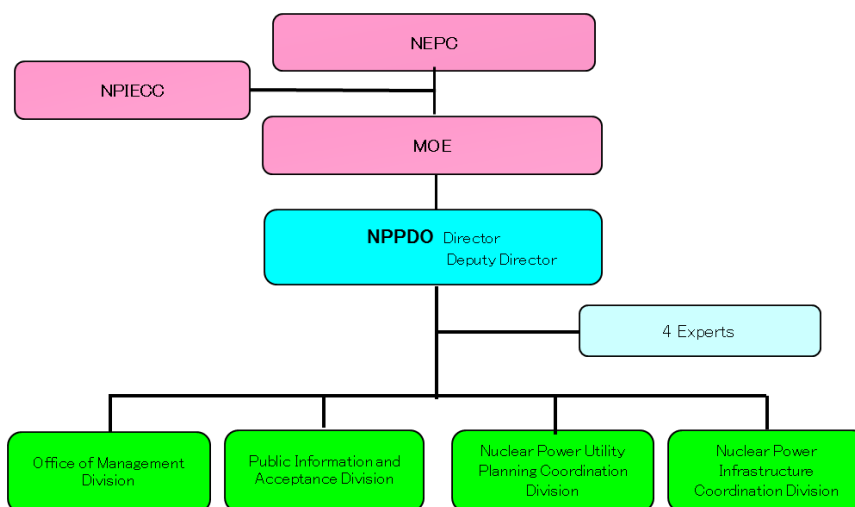 NEPC
NPIECC
MOE
NPPDO Director
Deputy Director
4 Experts
Office of Management
Division
Public Information and
Acceptance Division
Nuclear Power Utility
Planning Coordination
Division
Nuclear Power
Infrastructure
Coordination Division